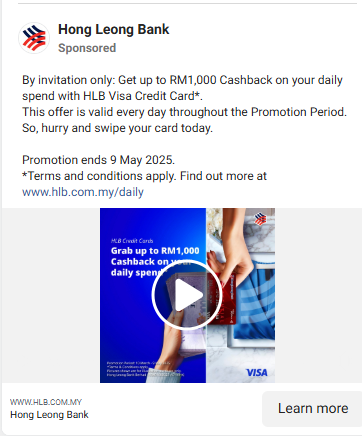 Hong Leong Bank
Sponsored
By invitation only: Get up to RM1,000 Cashback on your daily
spend with HLB Visa Credit Card*.
This offer is valid every day throughout the Promotion Period.
So, hurry and swipe your card today.
Promotion ends 9 May 2025.
*Terms and conditions apply. Find out more at
www.hlb.com.my/daily
HLB Credit Cards
Grab up to RM1,000
Cashback on your
daily spend
VISA
WWW.HLB.COM.MY
Hong Leong Bank
Learn more